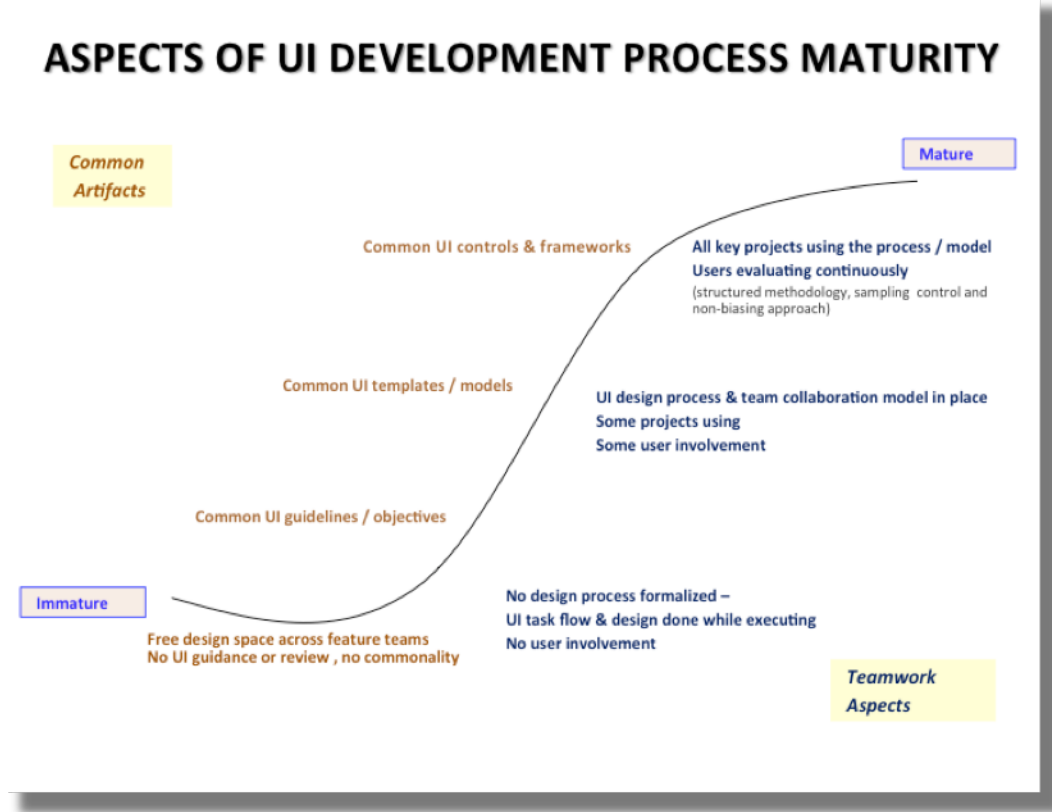 ASPECTS OF UI DEVELOPMENT PROCESS MATURITY
Common
Artifacts
Mature
Common UI controls & frameworks
All key projects using the process / model
Users evaluating continuously
(structured methodology, sampling control and
non-biasing approach)
Common UI templates / models
UI design process & team collaboration model in place
Some projects using
Some user involvement
Common UI guidelines / objectives
Immature
No design process formalized –
UI task flow & design done while executing
No user involvement
Free design space across feature teams
No UI guidance or review , no commonality
Teamwork
Aspects